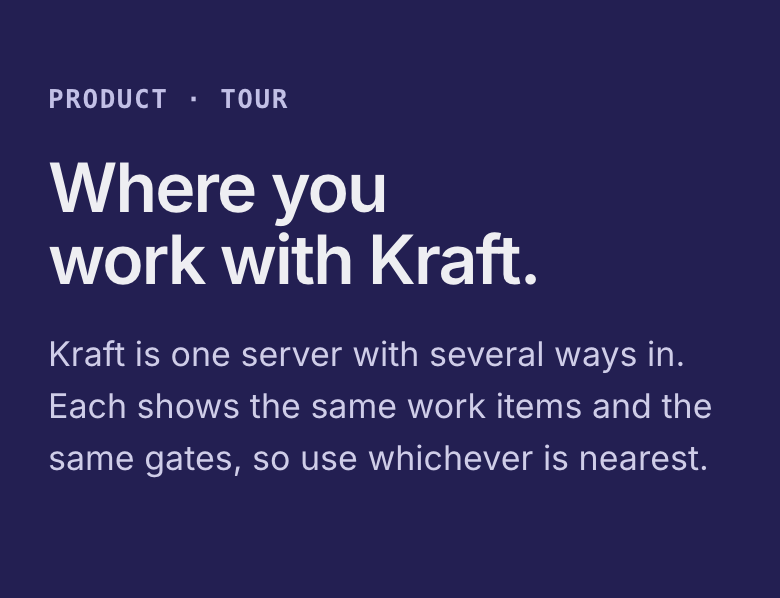 PRODUCT · TOUR
Where you
work with Kraft.
Kraft is one server with several ways in.
Each shows the same work items and the
same gates, so use whichever is nearest.